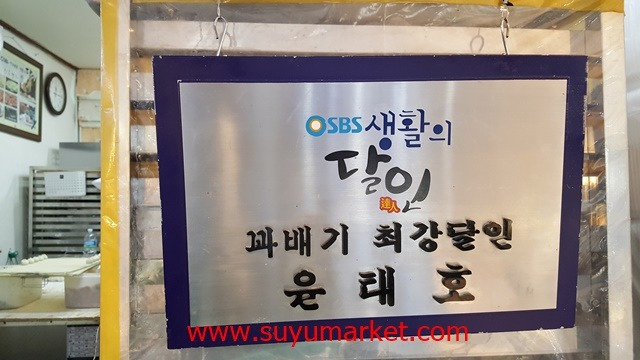 SBS 생활의
달인
達人
꽈배기 최강달인
윤태호
www.suyumarket.com